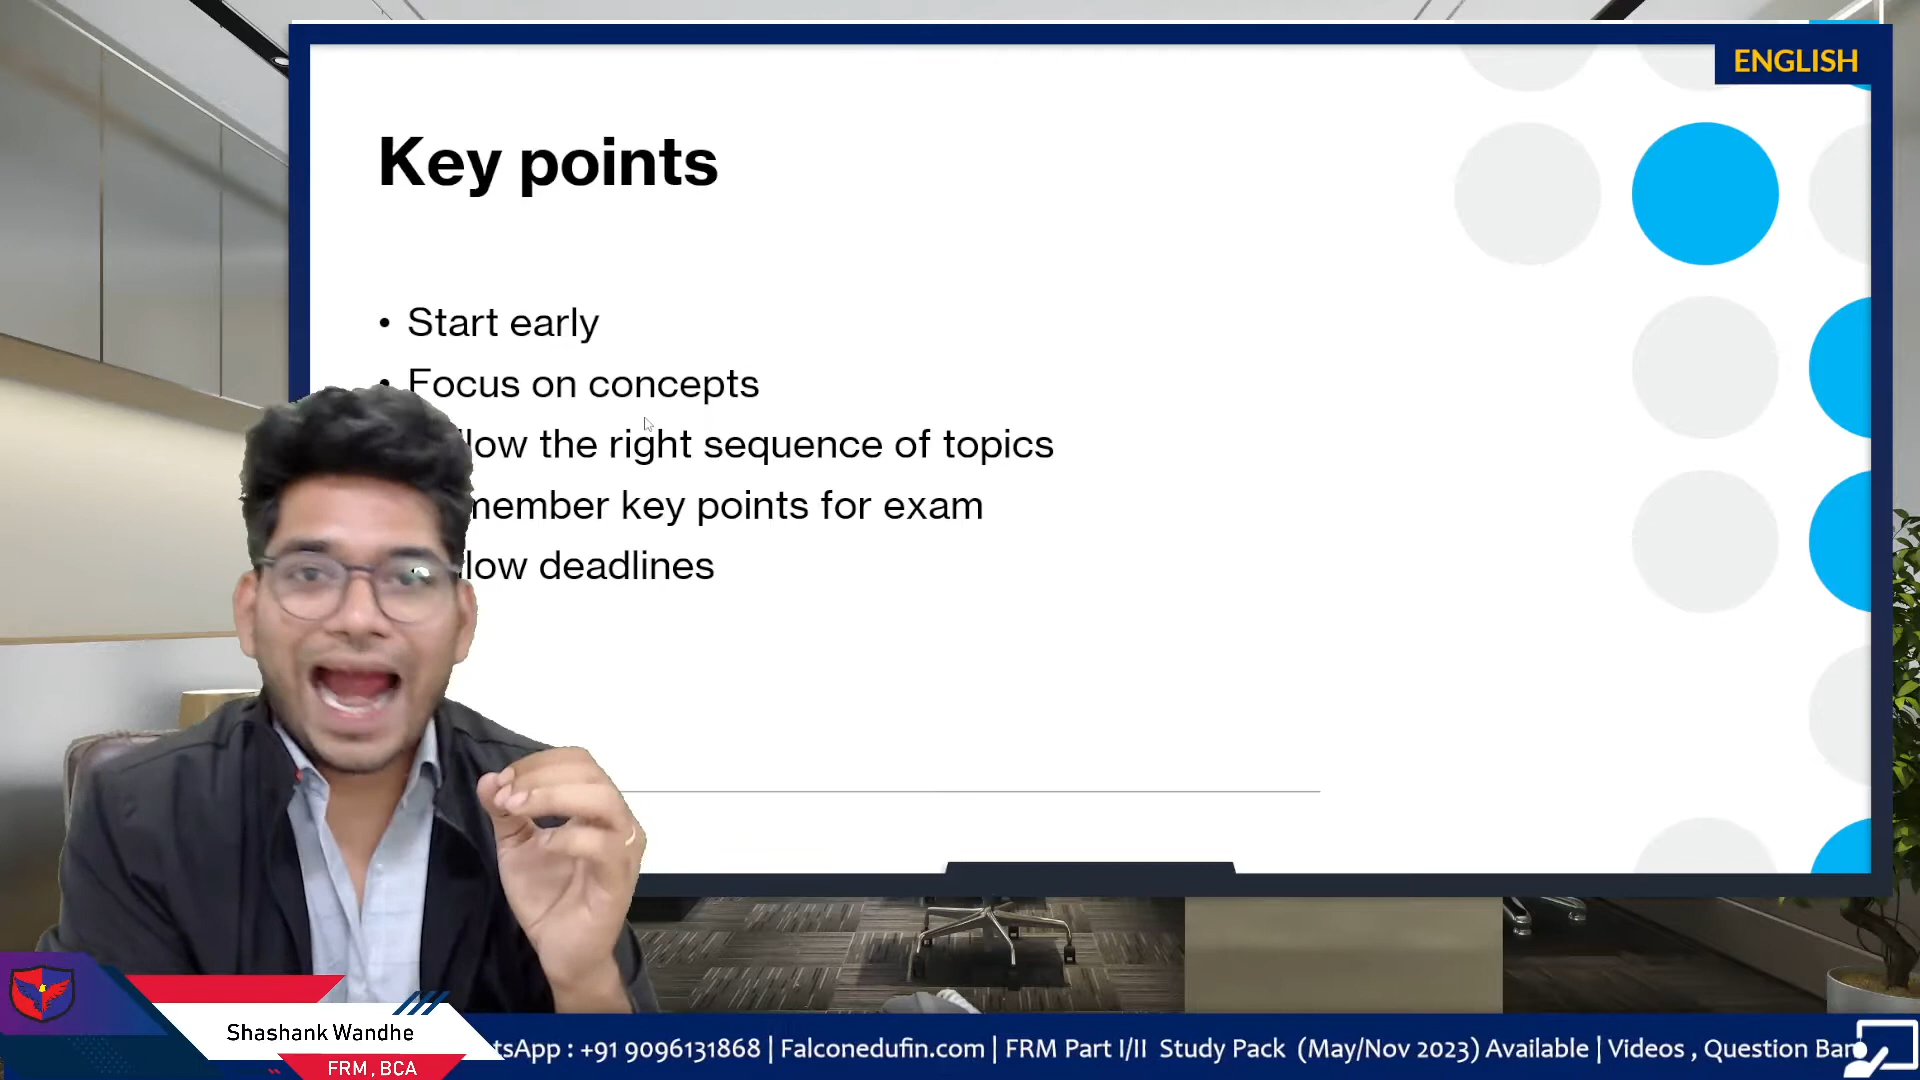 ENGLISH
Key points
• Start early
• Focus on concepts
llow the right sequence of topics
member key points for exam
llow deadlines
Shashank Wandhe
FRM, BCA
tsApp : +91 9096131868 | Falconedufin.com | FRM Part I/II Study Pack (May/Nov 2023) Available | Videos , Question Ban